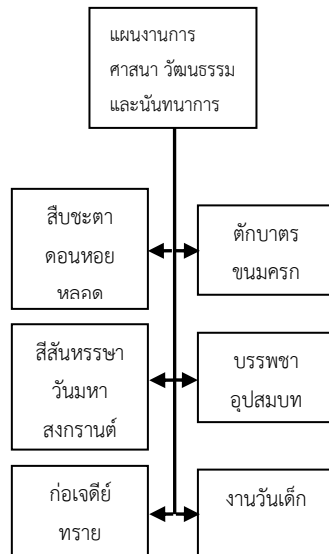 แผนงานการ
ศาสนา วัฒนธรรม
และนันทนาการ
สืบชะตา
ดอนหอย
หลอด
ตักบาตร
ขนมครก
สีสันหรรษา
วันมหา
สงกรานต์
บรรพชา
อุปสมบท
ก่อเจดีย์
ทราย
งานวันเด็ก